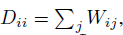 D_{ii} = \sum_j W_{ij},